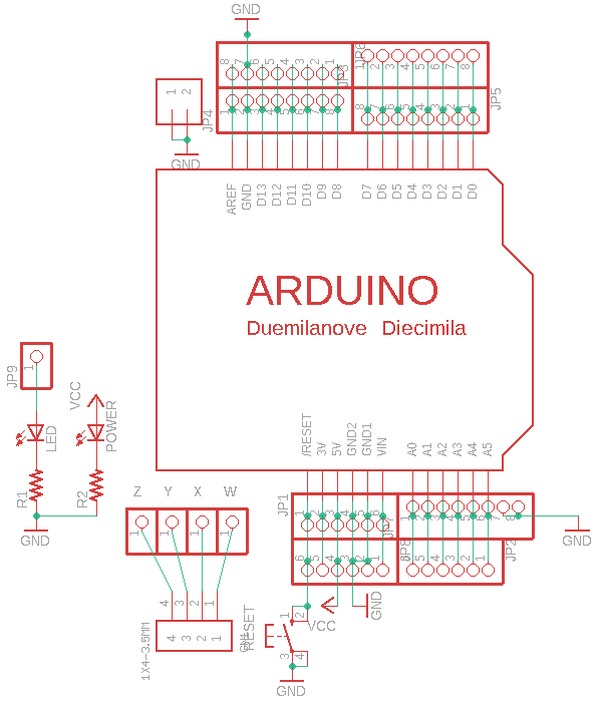 GND
8 7 6 5 4 3 2 1
JP3
JP6
1 2 3 4 5 6 7 8
1 2
JP4
1 2 3 4 5 6 7 8
8 7 6 5 4 3 2 1
JP5
GND
AREF GND D13 D12 D11 D10 D9 D8 D7 D6 D5 D4 D3 D2 D1 D0
ARDUINO
Duemilanove Diecimila
JP9
1
VCC
LED
POWER
R1
R2
GND
/RESET 3V 5V GND2 GND1 VIN A0 A1 A2 A3 A4 A5
Z Y X W
1 1 1 1
JP1
1 2 3 4 5 6
JP7
1 2 3 4 5 6 7 8
JP2
GND
6 5 4 3 2 1
JP8
6 5 4 3 2 1
4 3 2 1
4 3 2 1
1X4-3.5MM
RESET
1 2
3 4
VCC
GND
GND